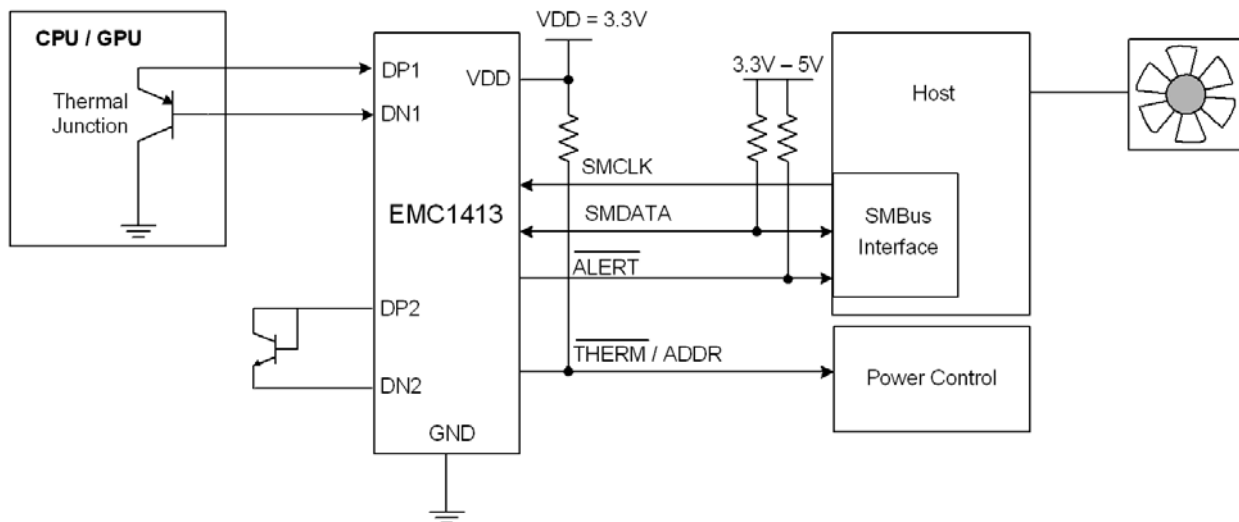 CPU / GPU
Thermal
Junction
DP1
DN1
DP2
DN2
VDD
EMC1413
GND
VDD = 3.3V
3.3V – 5V
SMCLK
SMDATA
ALERT
THERM / ADDR
Host
SMBus
Interface
Power Control